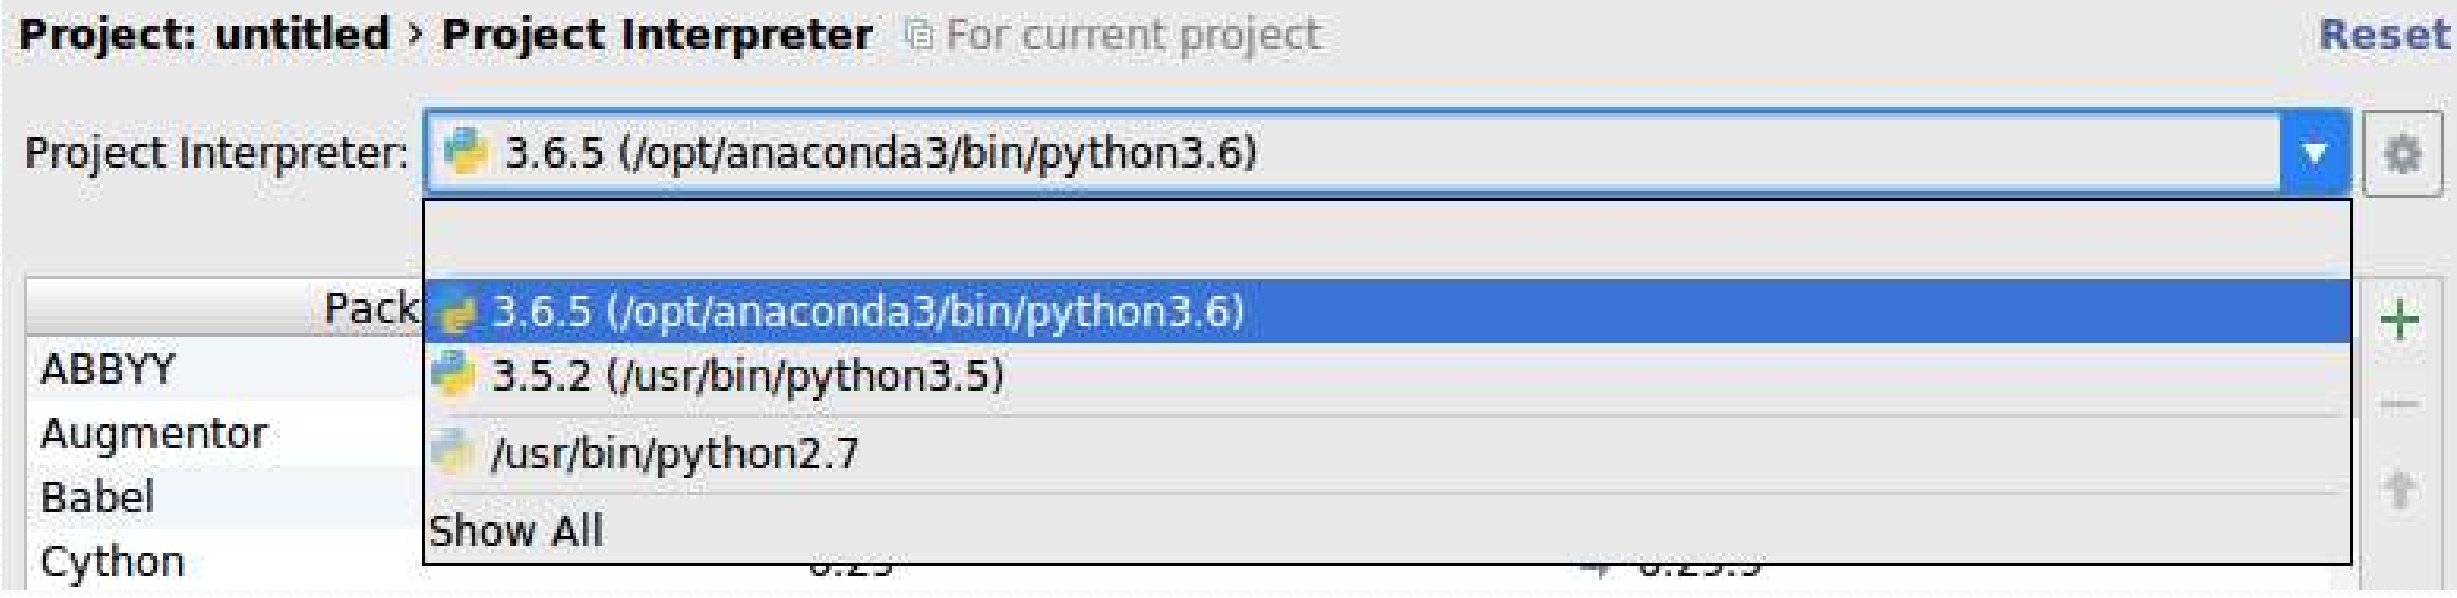 Project: untitled › Project Interpreter For current project Reset
Project Interpreter: 3.6.5 (/opt/anaconda3/bin/python3.6)
Pack 3.6.5 (/opt/anaconda3/bin/python3.6)
ABBYY 3.5.2 (/usr/bin/python3.5)
Augmentor /usr/bin/python2.7
Babel
Show All
Cython